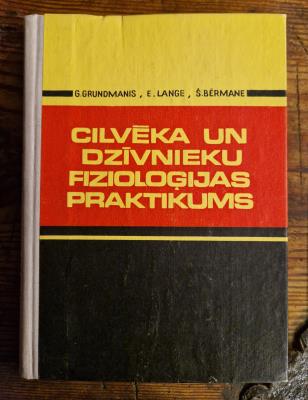 G.GRUNDMANIS, E. LANGE, Š.BĒRMANE
CILVĒKA UN
DZĪVNIEKU
FIZIOLOĢIJAS
PRAKTIKUMS